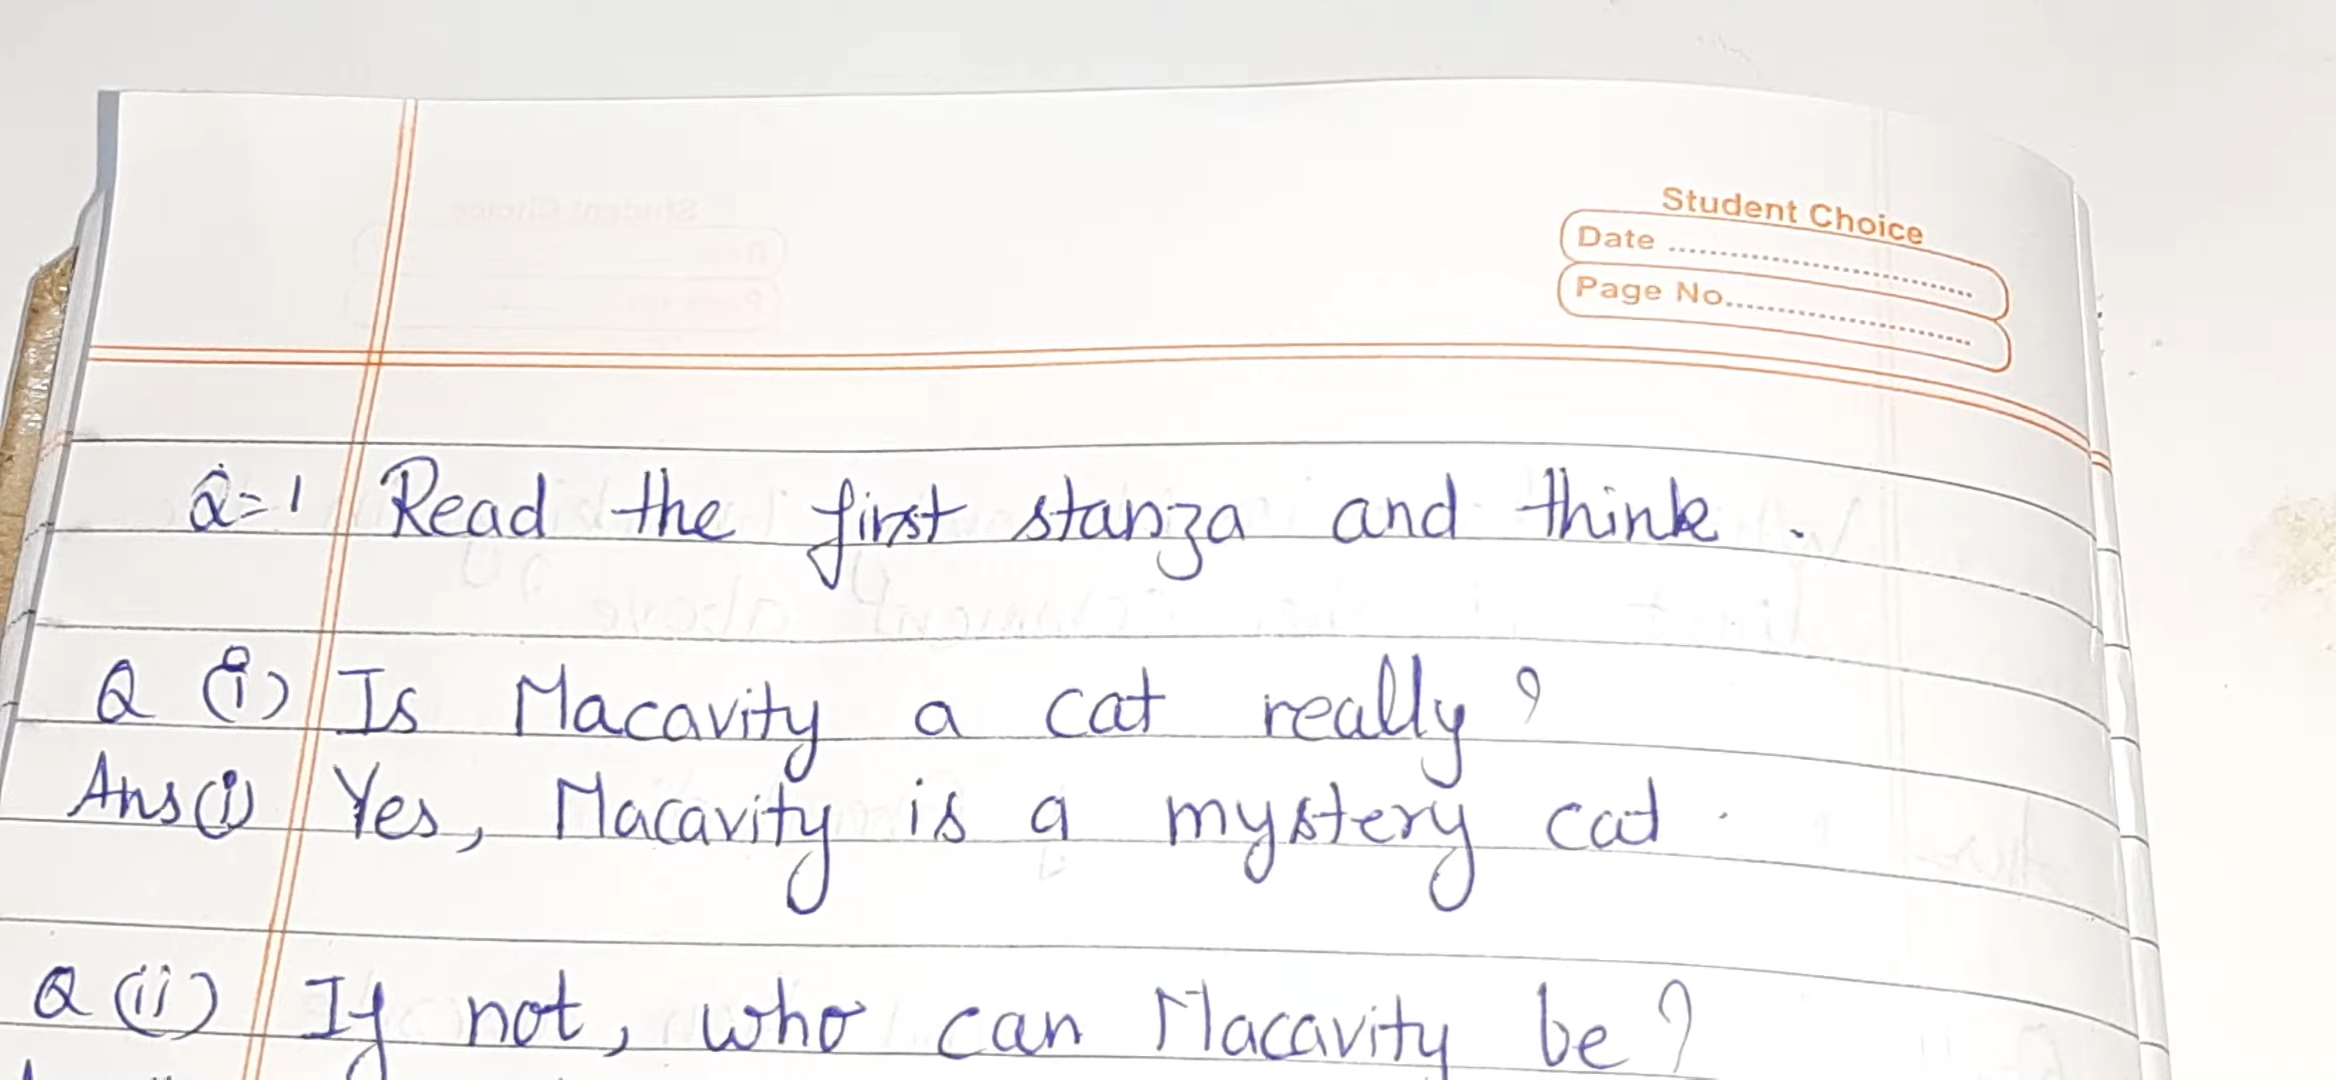 Student Choice
Date
Page No.
Q=1 Read the first stanza and think.
Q (i) Is Macavity a cat really?
Ans (i) Yes, Macavity is a mystery cat.
Q (ii) If not, who can Macavity be?